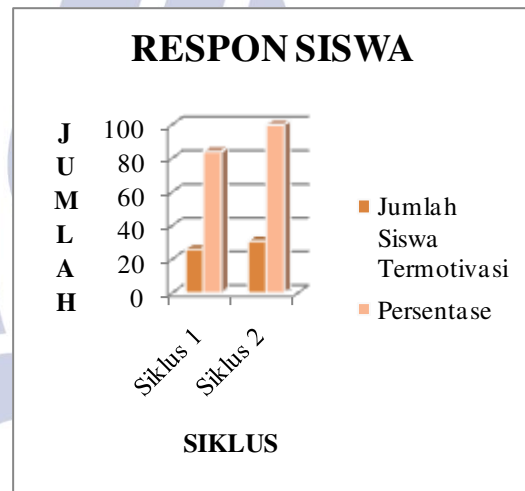 RESPON SISWA
J
U
M
L
A
H
100
80
60
40
20
0
Siklus 1
Siklus 2
SIKLUS
Jumlah
Siswa
Termotivasi
Persentase